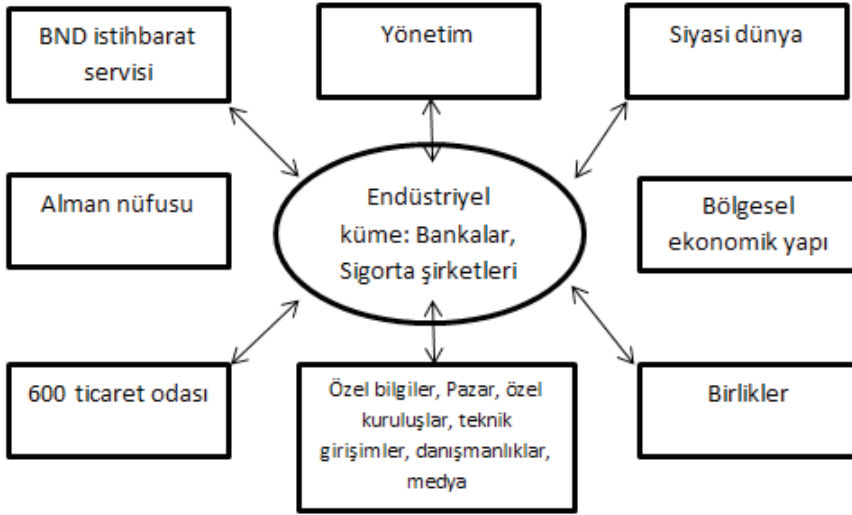 BND istihbarat
servisi
Yönetim
Siyasi dünya
Alman nüfusu
Endüstriyel
küme: Bankalar,
Sigorta şirketleri
Bölgesel
ekonomik yapı
600 ticaret odası
Özel bilgiler, Pazar, özel
kuruluşlar, teknik
girişimler, danışmanlıklar,
medya
Birlikler